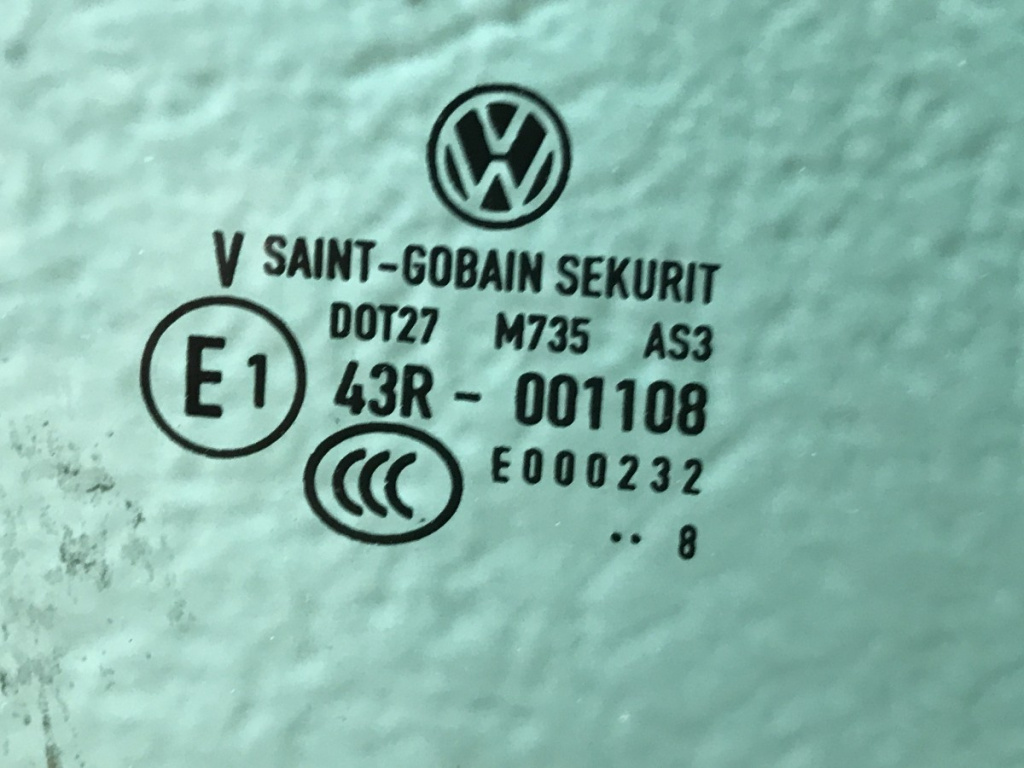 V SAINT-GOBAIN SEKURIT
DOT27 M735 AS3
E1 43R - 001108
CCC E000232
·· 8